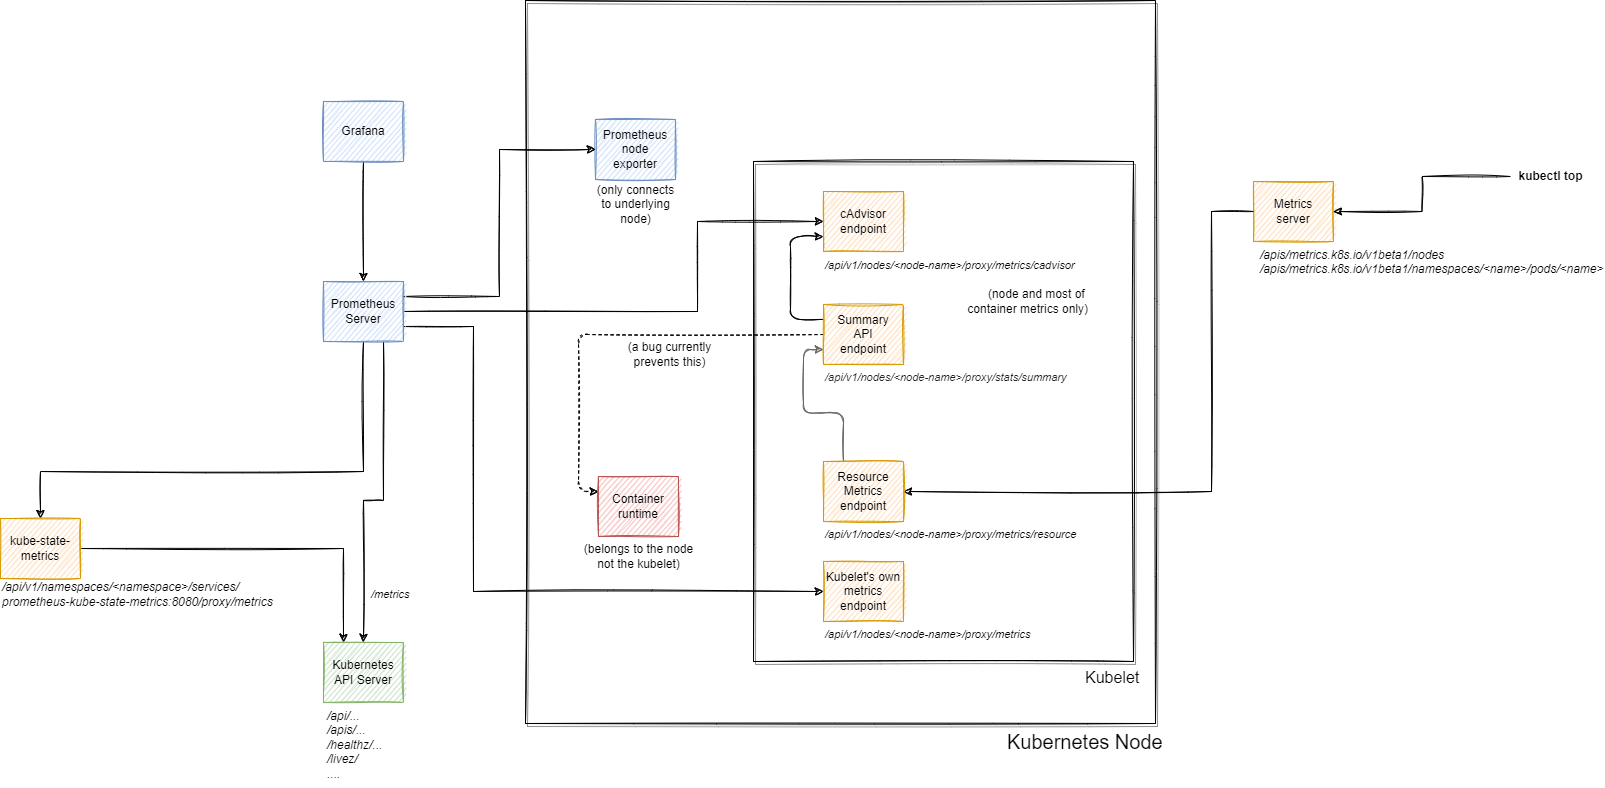 Grafana
Prometheus
node
exporter
(only connects
to underlying
node)
cAdvisor
endpoint
/api/v1/nodes/<node-name>/proxy/metrics/cadvisor
(node and most of
container metrics only)
kubectl top
Metrics
server
/apis/metrics.k8s.io/v1beta1/nodes
/apis/metrics.k8s.io/v1beta1/namespaces/<name>/pods/<name>
Prometheus
Server
Summary
API
endpoint
/api/v1/nodes/<node-name>/proxy/stats/summary
(a bug currently
prevents this)
Container
runtime
(belongs to the node
not the kubelet)
Resource
Metrics
endpoint
/api/v1/nodes/<node-name>/proxy/metrics/resource
kube-state-
metrics
/api/v1/namespaces/<namespace>/services/
prometheus-kube-state-metrics:8080/proxy/metrics
/metrics
Kubelet's own
metrics
endpoint
/api/v1/nodes/<node-name>/proxy/metrics
Kubelet
Kubernetes
API Server
/api/...
/apis/...
/healthz/...
/livez/
....
Kubernetes Node